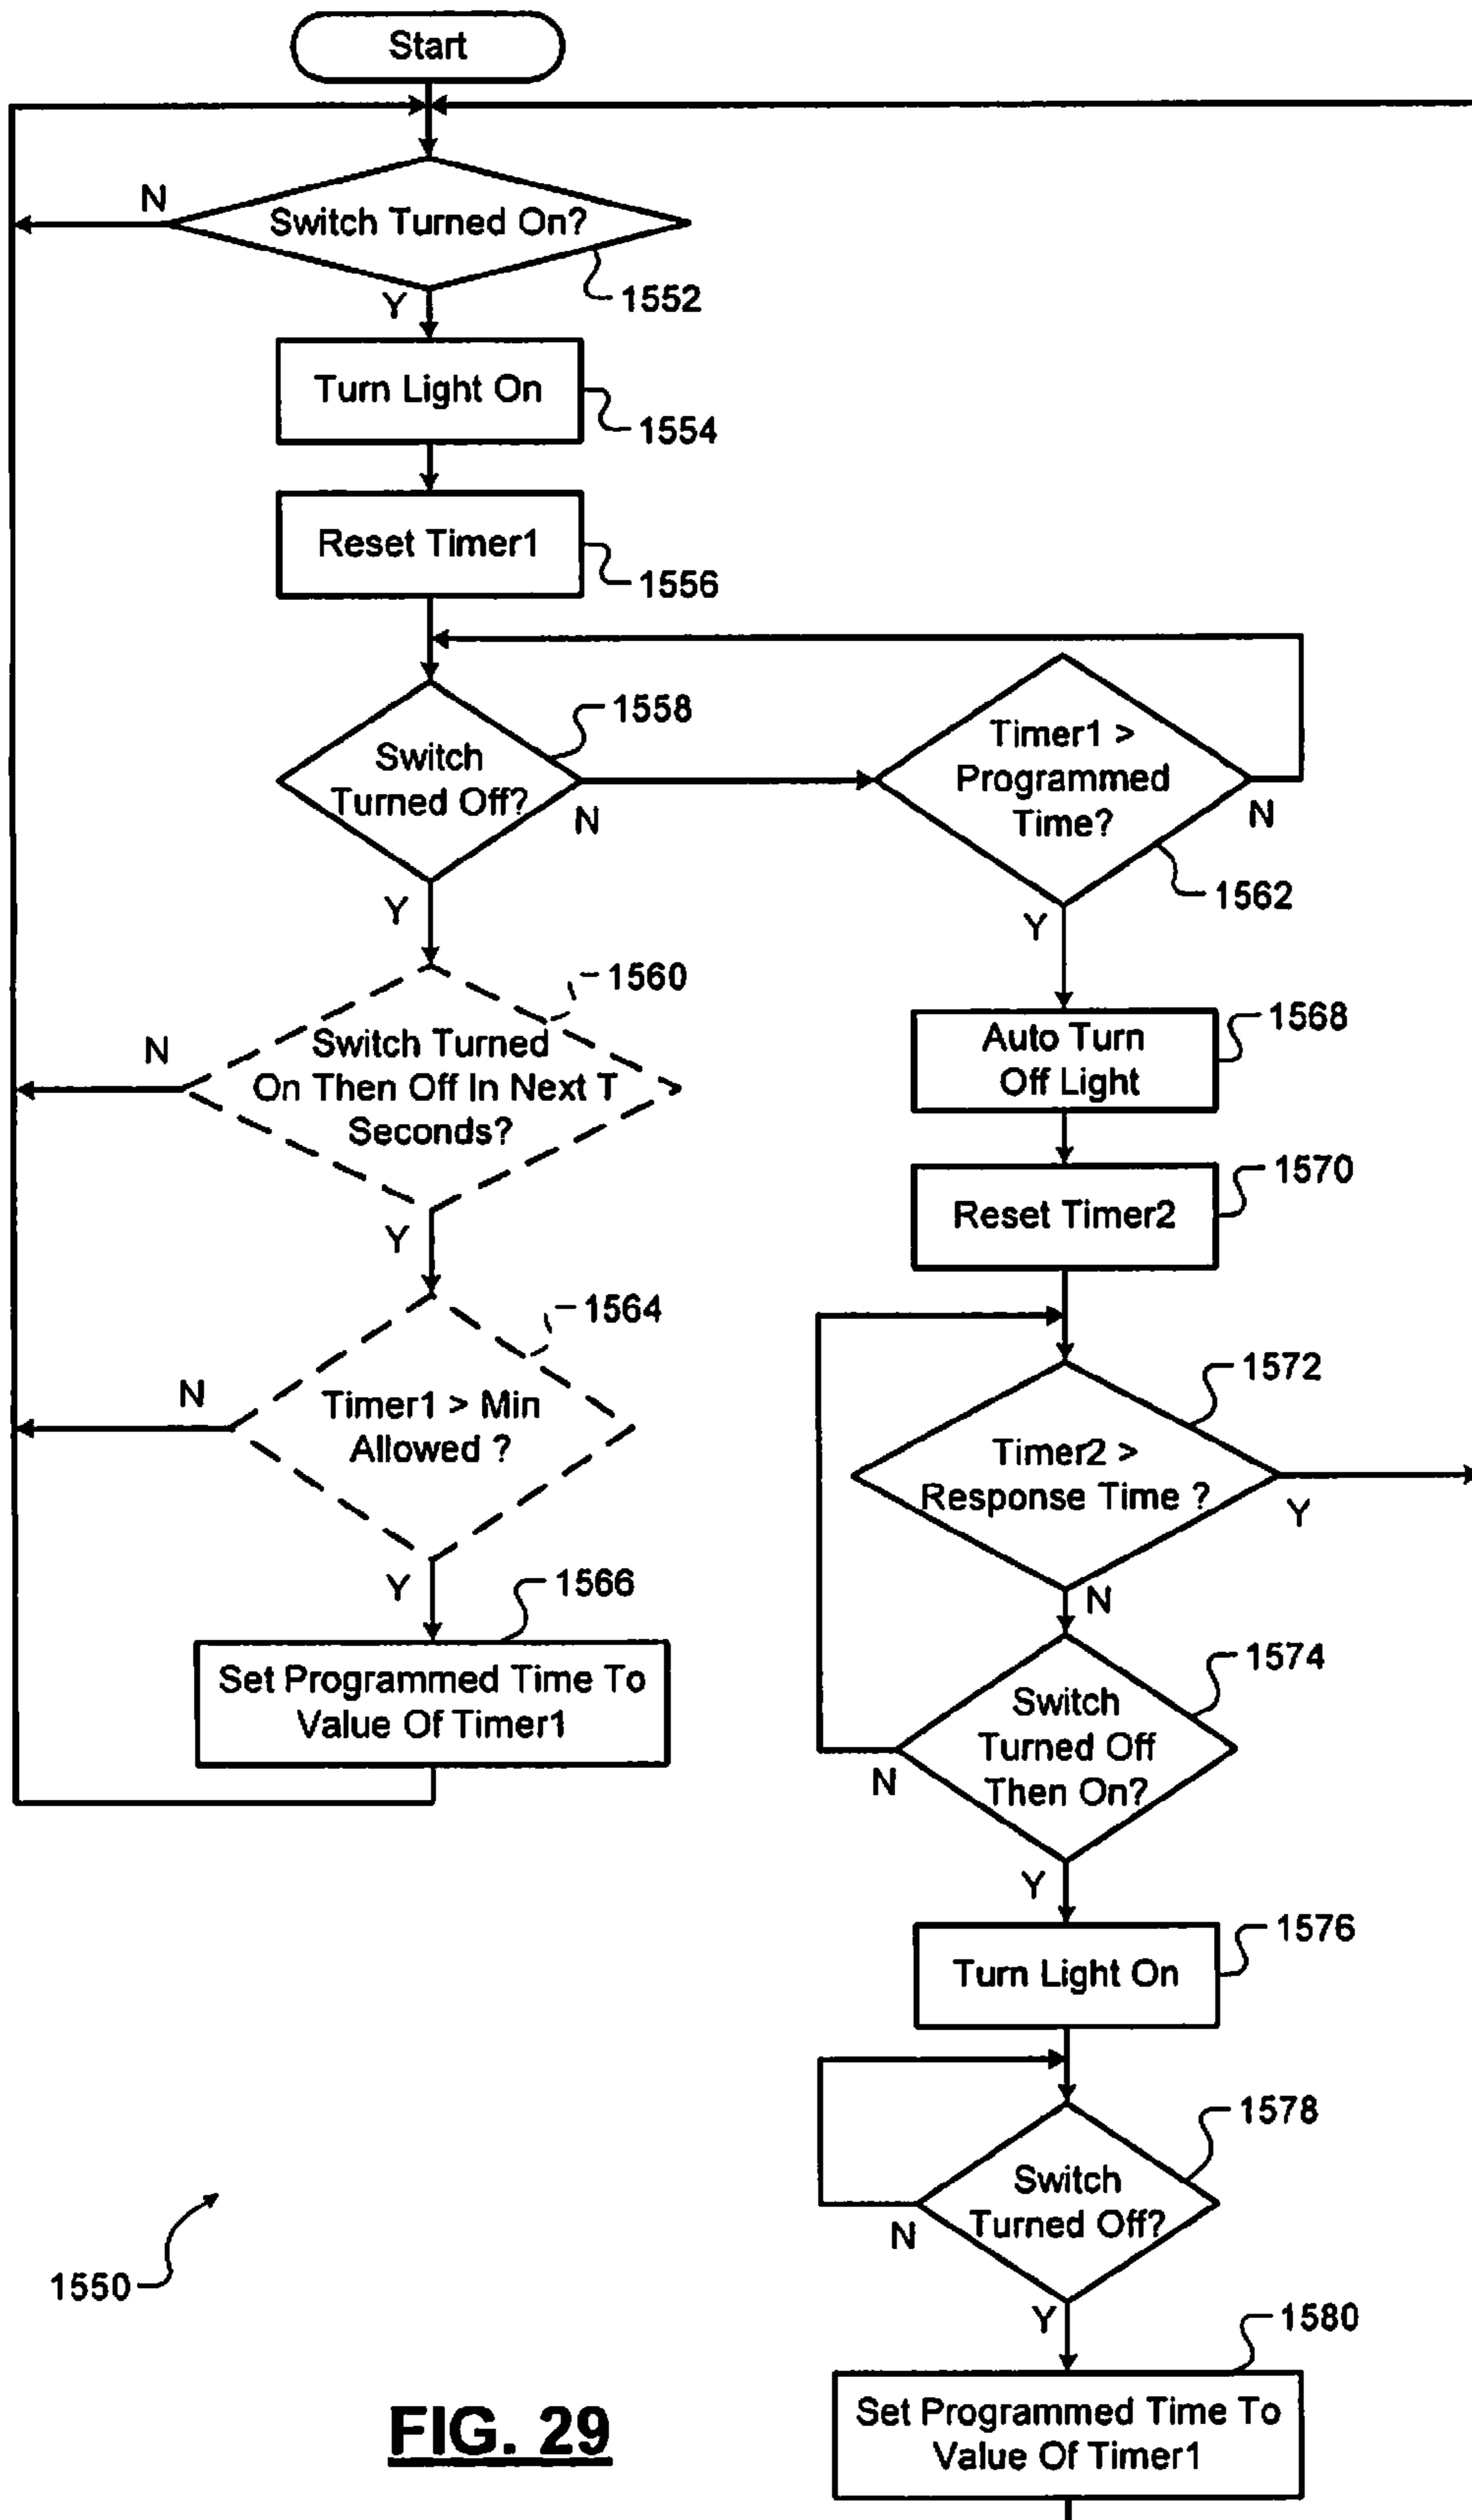 Start
N
Switch Turned On?
1552
Y
Turn Light On
1554
Reset Timer1
1556
1558
Switch
Turned Off?
N
Y
Timer1 >
Programmed
Time?
N
1562
Y
1560
Switch Turned
On Then Off In Next T
Seconds?
N
Y
1564
Timer1 > Min
Allowed ?
N
Y
1566
Set Programmed Time To
Value Of Timer1
Auto Turn
Off Light
1568
Reset Timer2
1570
1572
Timer2 >
Response Time ?
Y
N
1574
Switch
Turned Off
Then On?
N
Y
1576
Turn Light On
1578
Switch
Turned Off?
N
Y
1580
Set Programmed Time To
Value Of Timer1
1550
FIG. 29